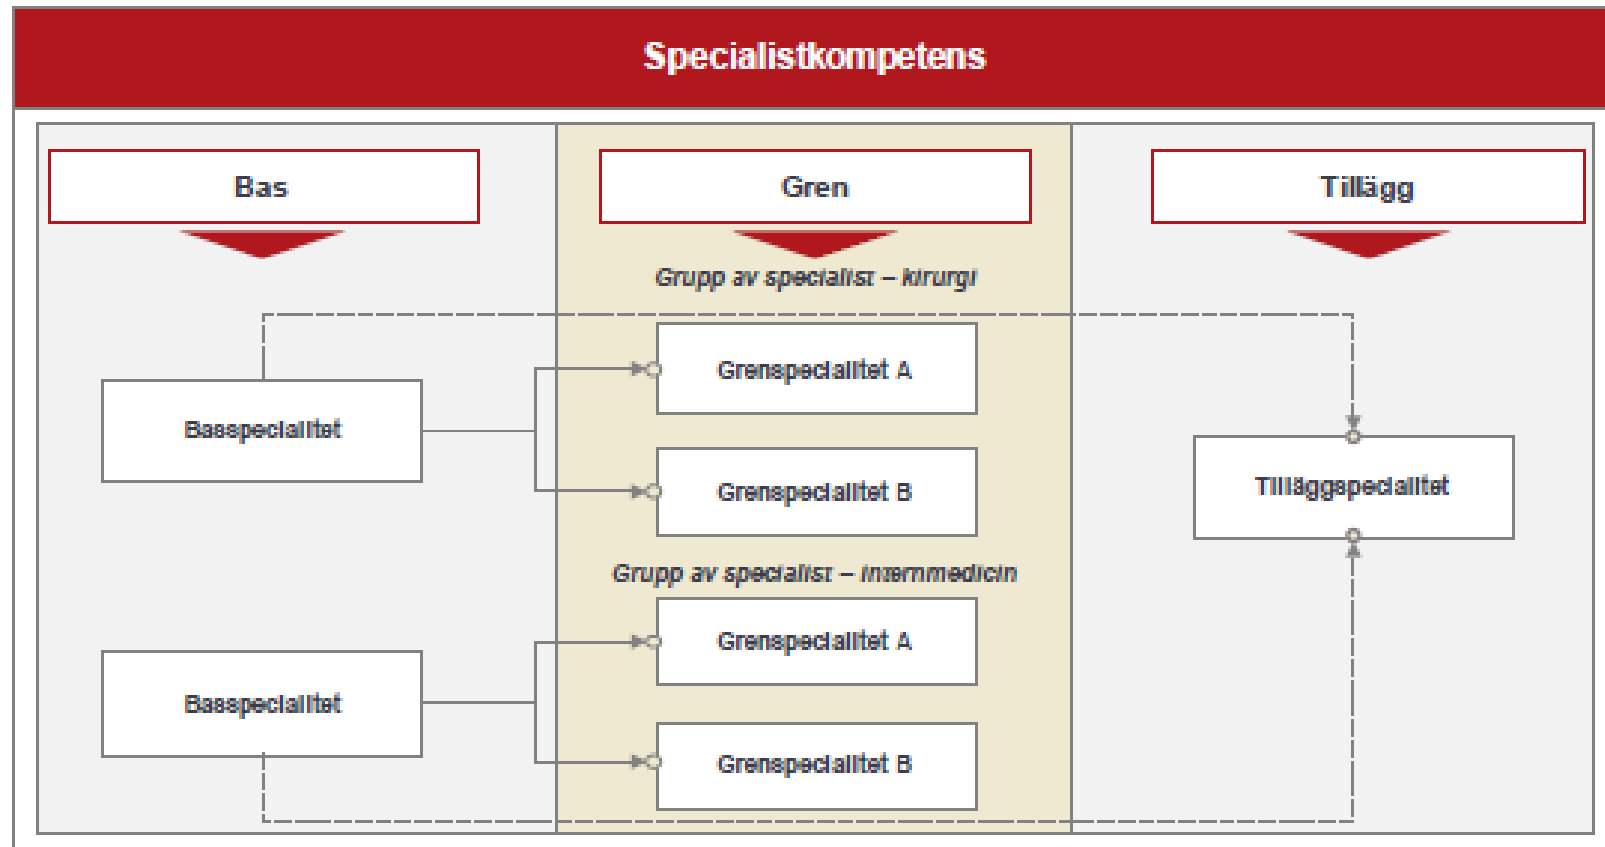 Specialistkompetens
Bas
Gren
Tillägg
Grupp av specialist – kirurgi
Grenspecialitet A
Basspecialitet
Grenspecialitet B
Tilläggspecialitet
Grupp av specialist – internmedicin
Grenspecialitet A
Basspecialitet
Grenspecialitet B